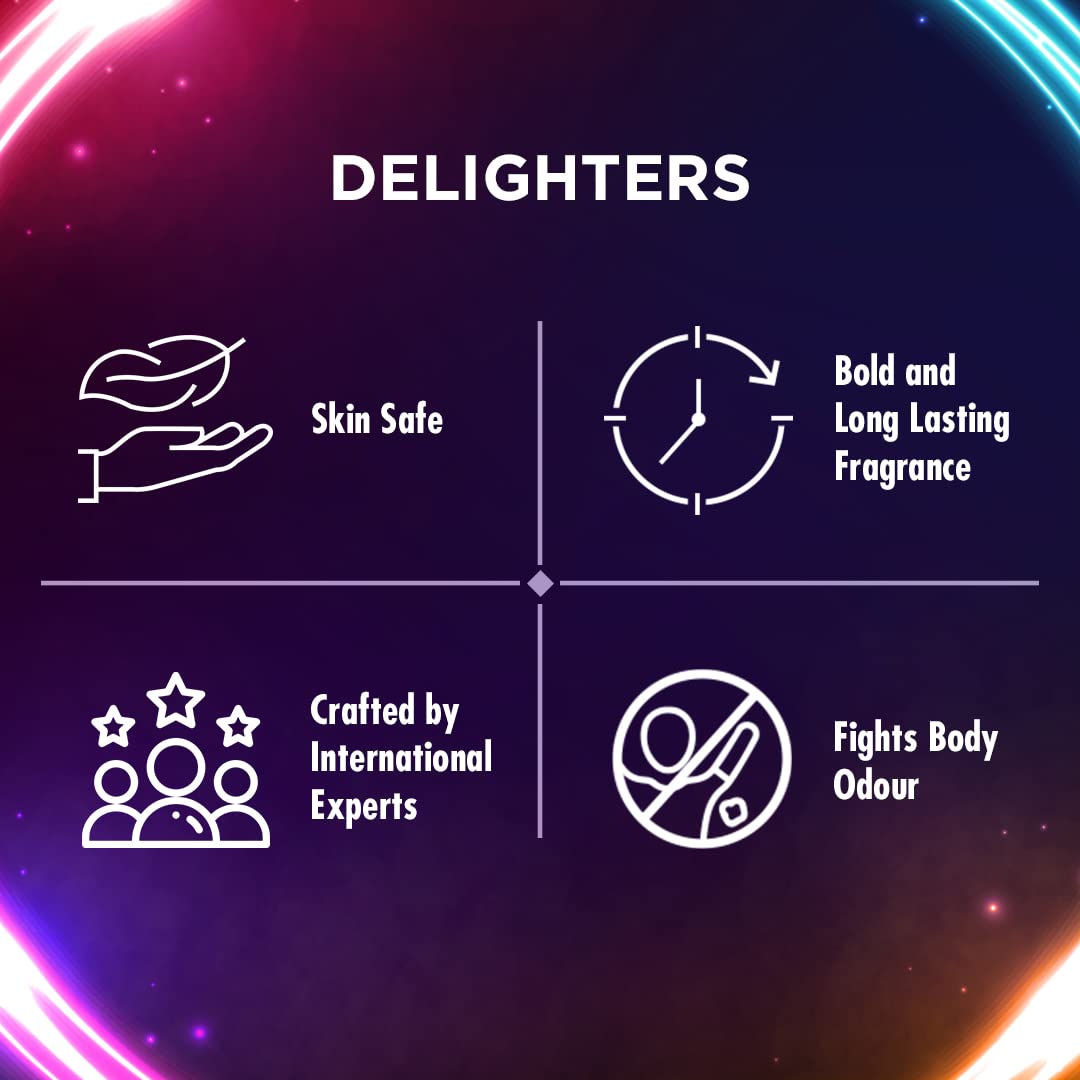 DELIGHTERS
Skin Safe
Bold and
Long Lasting
Fragrance
Crafted by
International
Experts
Fights Body
Odour